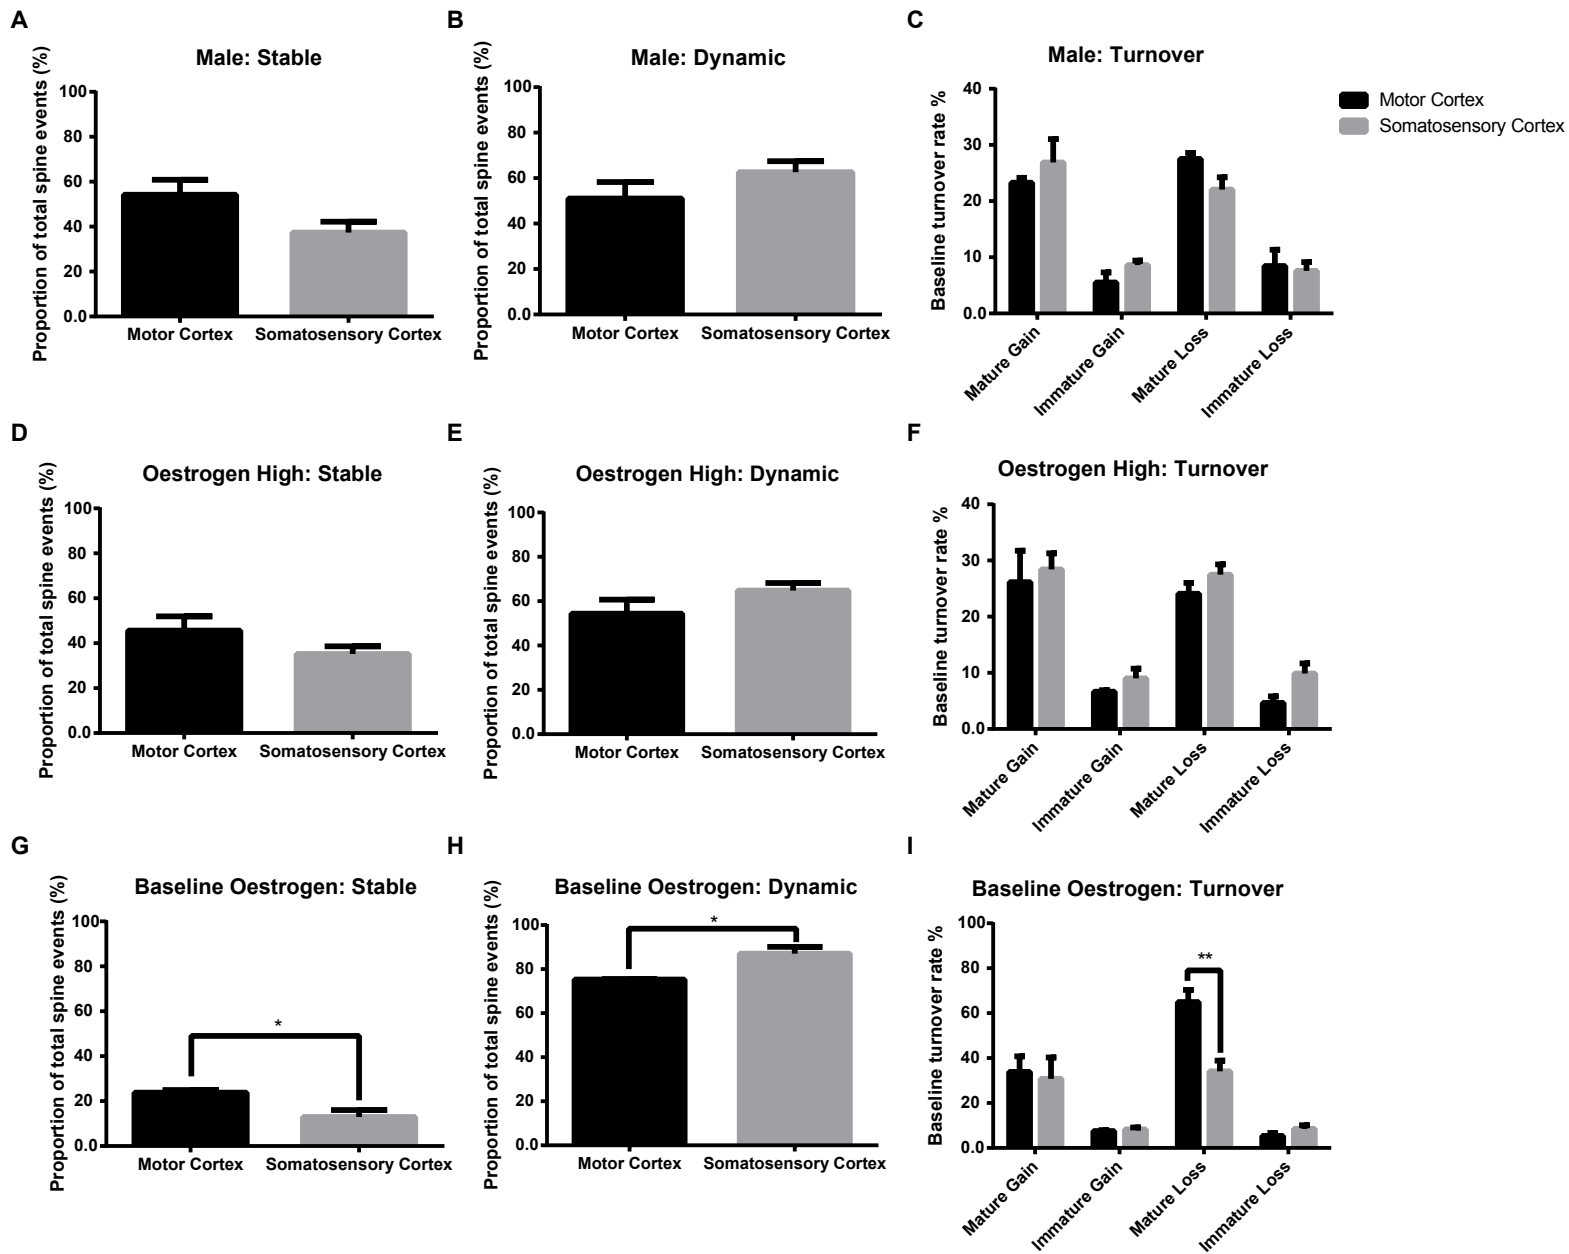 A
Male: Stable
Proportion of total spine events (%)
100
80
60
40
20
0.0
Motor Cortex
Somatosensory Cortex
B
Male: Dynamic
Proportion of total spine events (%)
100
80
60
40
20
0.0
Motor Cortex
Somatosensory Cortex
C
Male: Turnover
Baseline turnover rate %
40
30
20
10
0.0
Mature Gain
Immature Gain
Mature Loss
Immature Loss
Motor Cortex
Somatosensory Cortex
D
Oestrogen High: Stable
Proportion of total spine events (%)
100
80
60
40
20
0.0
Motor Cortex
Somatosensory Cortex
E
Oestrogen High: Dynamic
Proportion of total spine events (%)
100
80
60
40
20
0.0
Motor Cortex
Somatosensory Cortex
F
Oestrogen High: Turnover
Baseline turnover rate %
40
30
20
10
0.0
Mature Gain
Immature Gain
Mature Loss
Immature Loss
G
Baseline Oestrogen: Stable
Proportion of total spine events (%)
100
80
60
40
20
0.0
*
Motor Cortex
Somatosensory Cortex
H
Baseline Oestrogen: Dynamic
Proportion of total spine events (%)
100
80
60
40
20
0.0
*
Motor Cortex
Somatosensory Cortex
I
Baseline Oestrogen: Turnover
Baseline turnover rate %
100
80
60
40
20
0.0
**
Mature Gain
Immature Gain
Mature Loss
Immature Loss